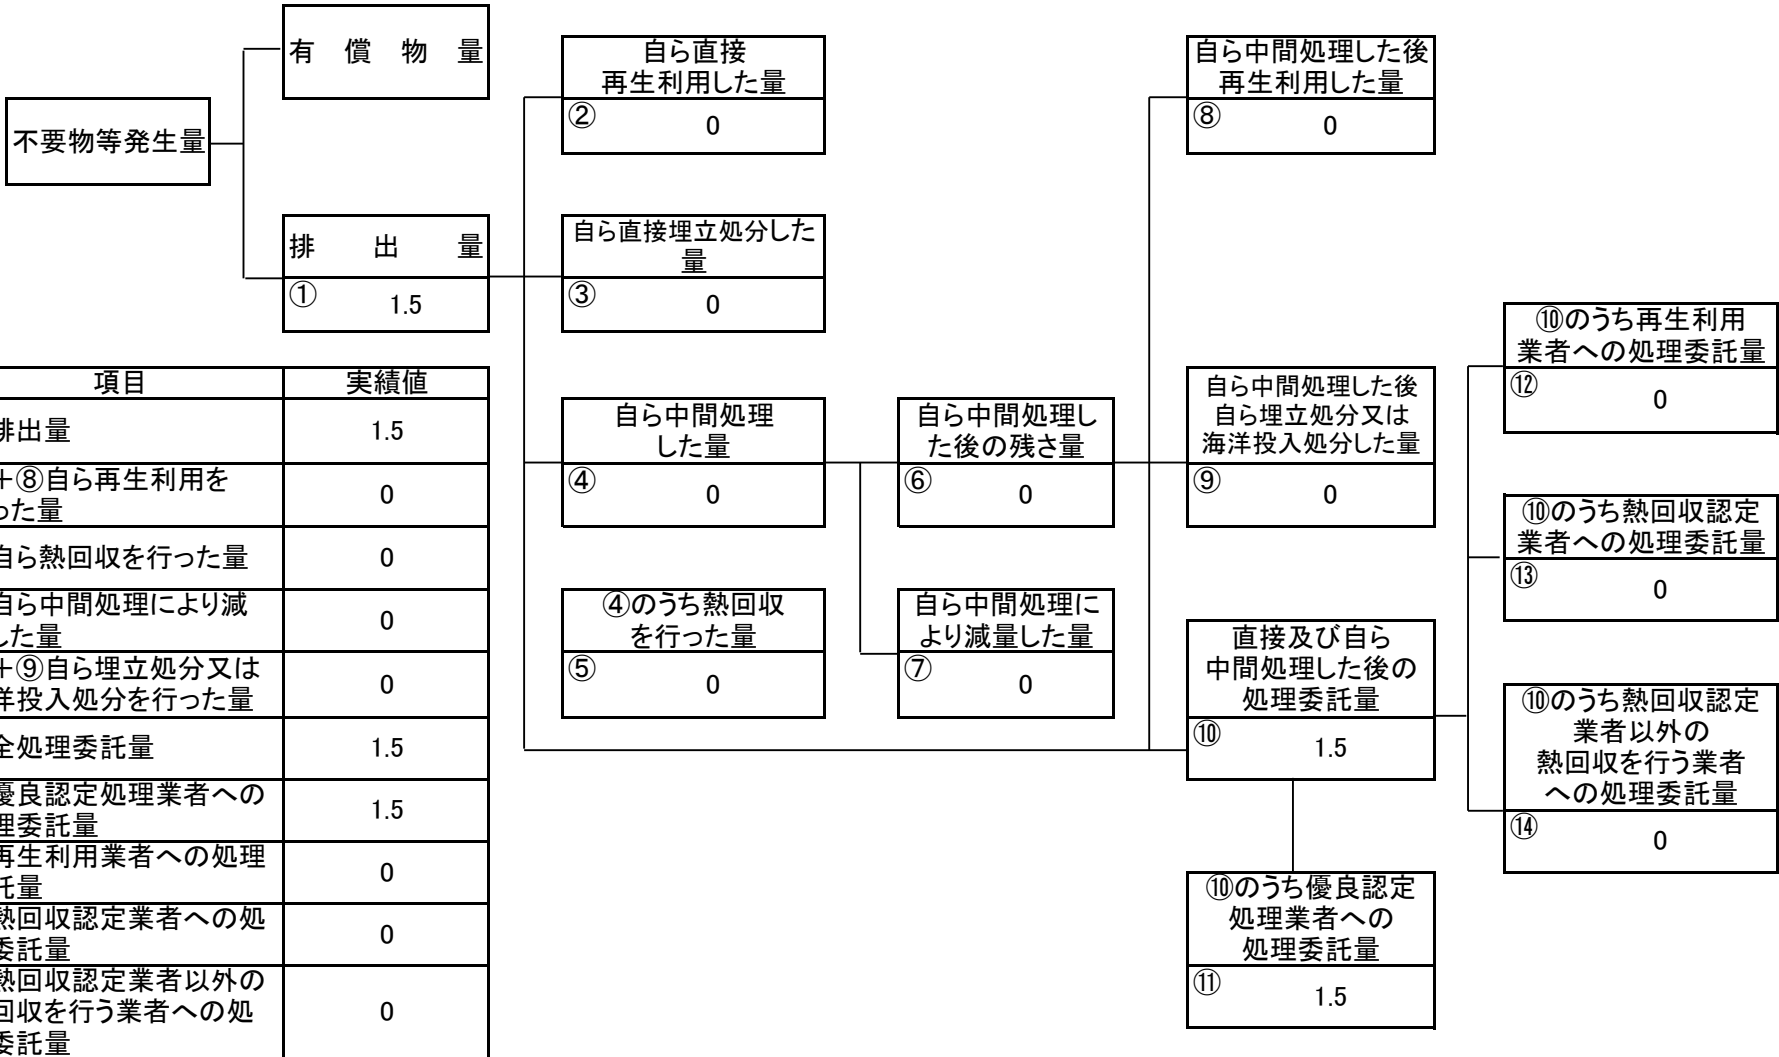 有償物量
不要物等発生量
排出量
① 1.5
自ら直接
再生利用した量
② 0
自ら直接埋立処分した
量
③ 0
自ら中間処理
した量
④ 0
④のうち熱回収
を行った量
⑤ 0
自ら中間処理し
た後の残さ量
⑥ 0
自ら中間処理に
より減量した量
⑦ 0
自ら中間処理した後
再生利用した量
⑧ 0
自ら中間処理した後
自ら埋立処分又は
海洋投入処分した量
⑨ 0
直接及び自ら
中間処理した後の
処理委託量
⑩ 1.5
⑩のうち優良認定
処理業者への
処理委託量
⑪ 1.5
⑩のうち再生利用
業者への処理委託量
⑫ 0
⑩のうち熱回収認定
業者への処理委託量
⑬ 0
⑩のうち熱回収認定
業者以外の
熱回収を行う業者
への処理委託量
⑭ 0
項目 実績値
排出量 1.5
+⑧自ら再生利用を
った量 0
自ら熱回収を行った量 0
自ら中間処理により減
した量 0
+⑨自ら埋立処分又は
洋投入処分を行った量 0
全処理委託量 1.5
優良認定処理業者への
理委託量 1.5
再生利用業者への処理
託量 0
熱回収認定業者への処
委託量 0
熱回収認定業者以外の
回収を行う業者への処
委託量 0